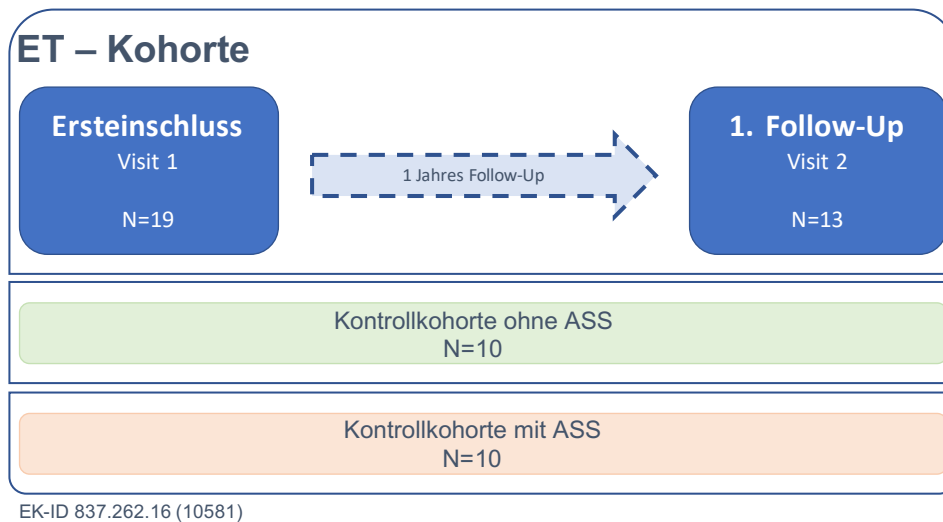 ET – Kohorte
Ersteinschluss
Visit 1
N=19
1 Jahres Follow-Up
1. Follow-Up
Visit 2
N=13
Kontrollkohorte ohne ASS
N=10
Kontrollkohorte mit ASS
N=10
EK-ID 837.262.16 (10581)